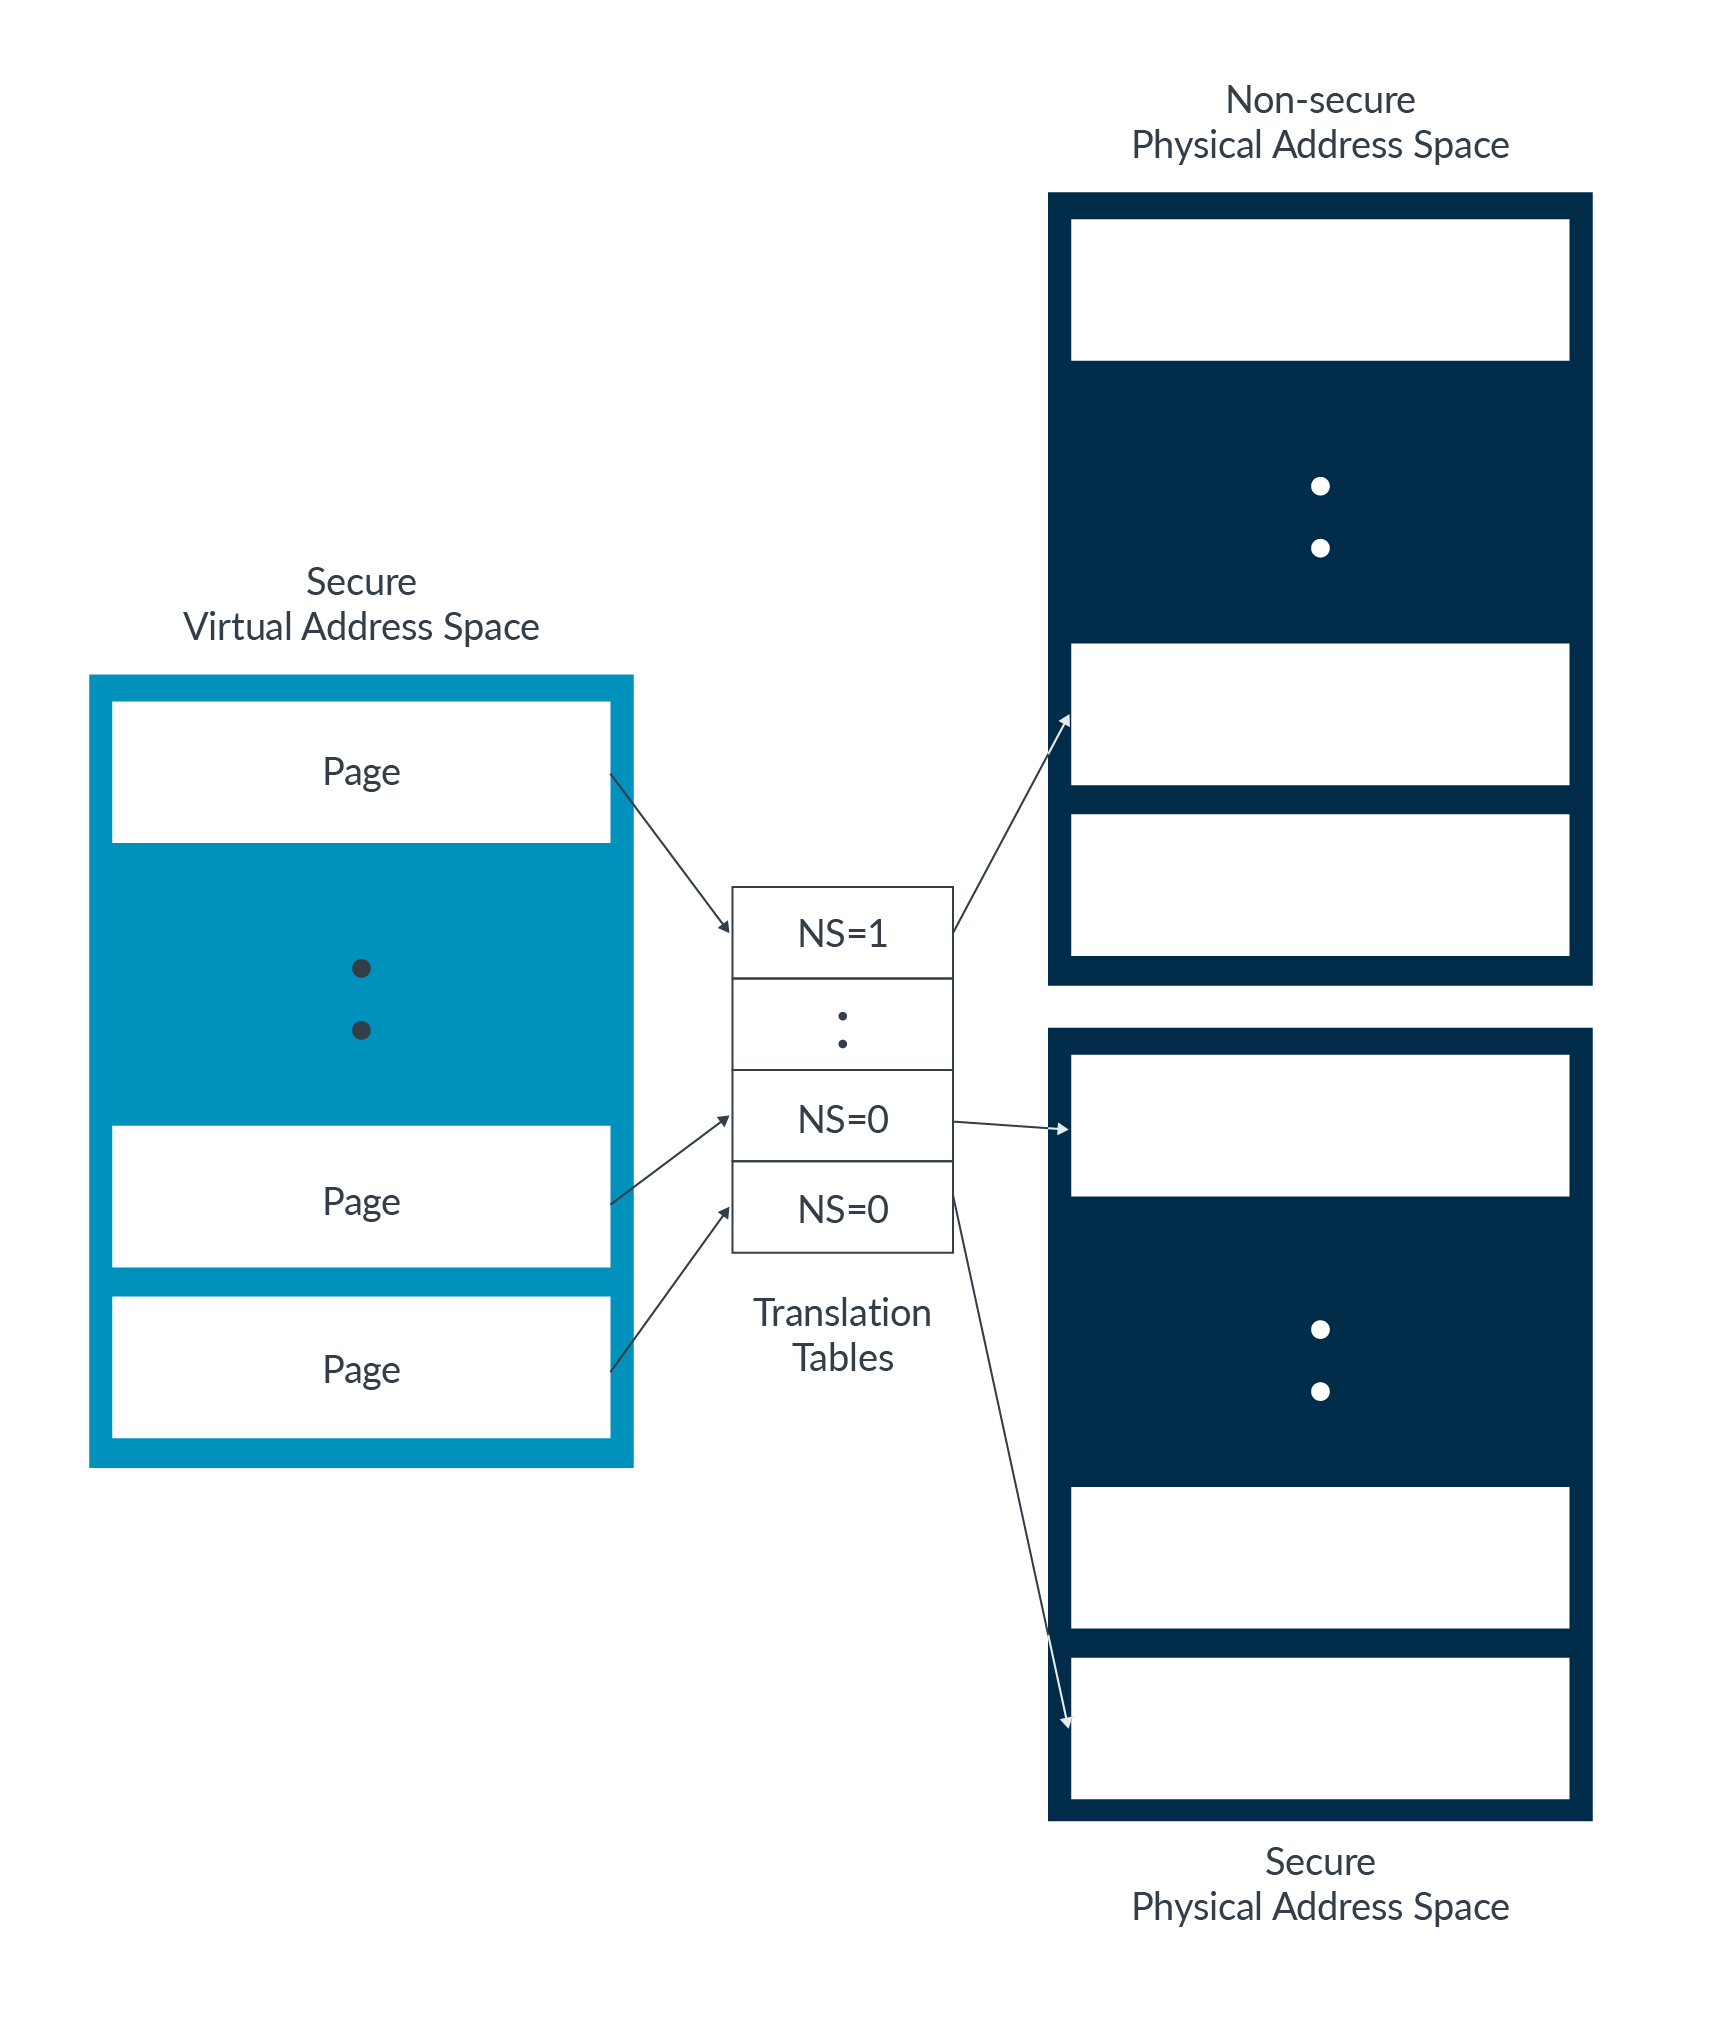 Non-secure
Physical Address Space
Secure
Virtual Address Space
Page
Page
Page
NS=1
:
NS=0
NS=0
Translation
Tables
Secure
Physical Address Space